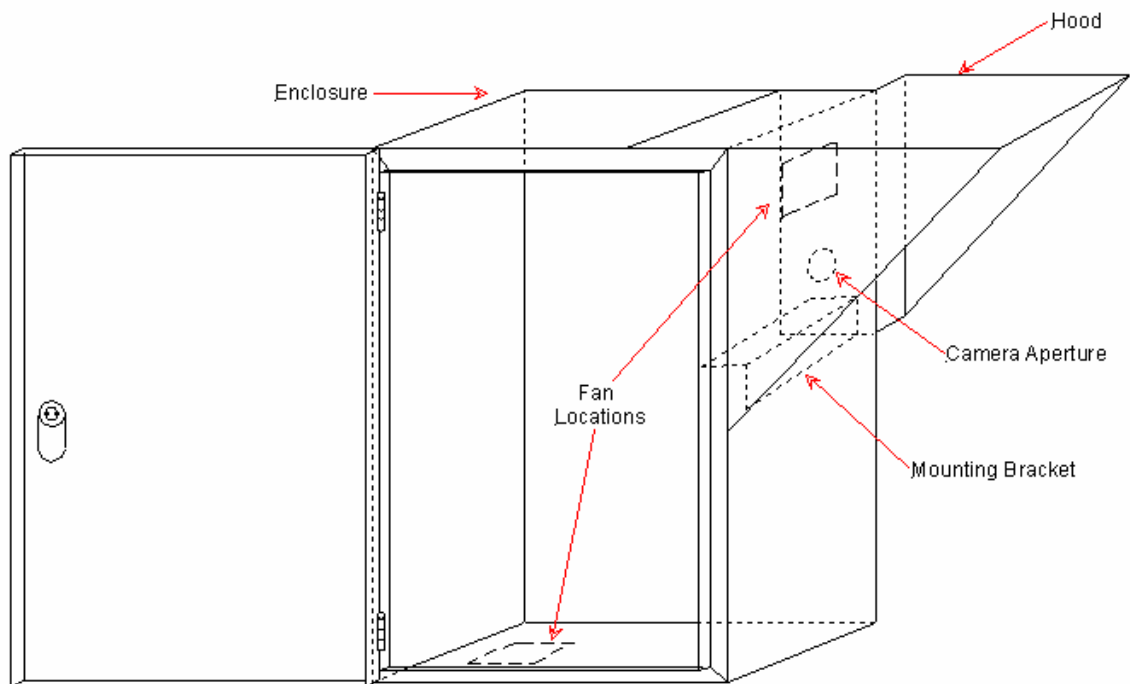 Hood
Enclosure
Camera Aperture
Fan
Locations
Mounting Bracket